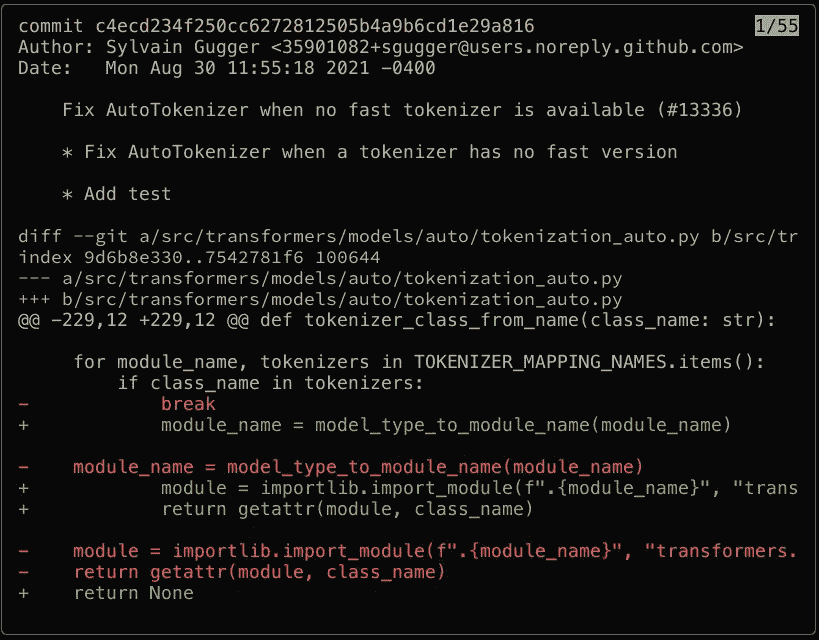 commit c4ecd234f250cc6272812505b4a9b6cd1e29a816 1/55
Author: Sylvain Gugger <35901082+sgugger@users.noreply.github.com>
Date:   Mon Aug 30 11:55:18 2021 -0400
    Fix AutoTokenizer when no fast tokenizer is available (#13336)
    * Fix AutoTokenizer when a tokenizer has no fast version
    * Add test
diff --git a/src/transformers/models/auto/tokenization_auto.py b/src/tr
index 9d6b8e330..7542781f6 100644
--- a/src/transformers/models/auto/tokenization_auto.py
+++ b/src/transformers/models/auto/tokenization_auto.py
@@ -229,12 +229,12 @@ def tokenizer_class_from_name(class_name: str):
     for module_name, tokenizers in TOKENIZER_MAPPING_NAMES.items():
         if class_name in tokenizers:
-            break
+            module_name = model_type_to_module_name(module_name)
-    module_name = model_type_to_module_name(module_name)
+            module = importlib.import_module(f".{module_name}", "trans
+            return getattr(module, class_name)
-    module = importlib.import_module(f".{module_name}", "transformers.
-    return getattr(module, class_name)
+    return None